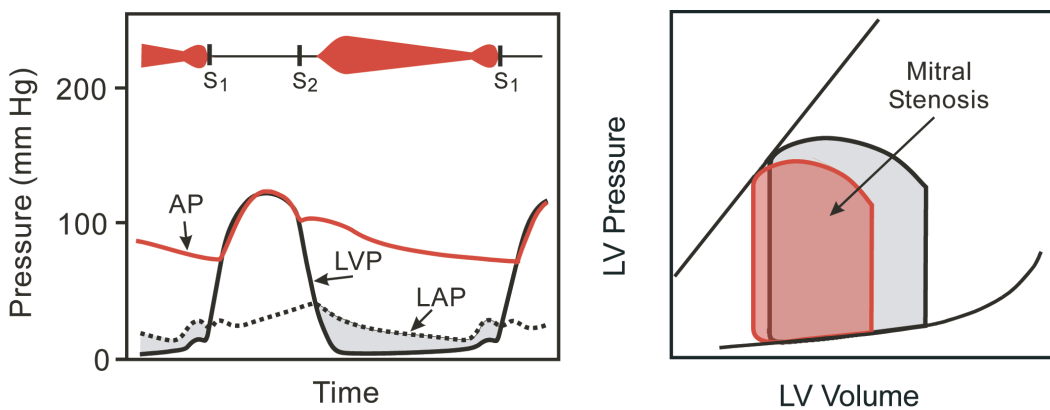 S1
S2
S1
200
100
0
Pressure (mm Hg)
AP
LVP
LAP
Time
Mitral
Stenosis
LV Pressure
LV Volume